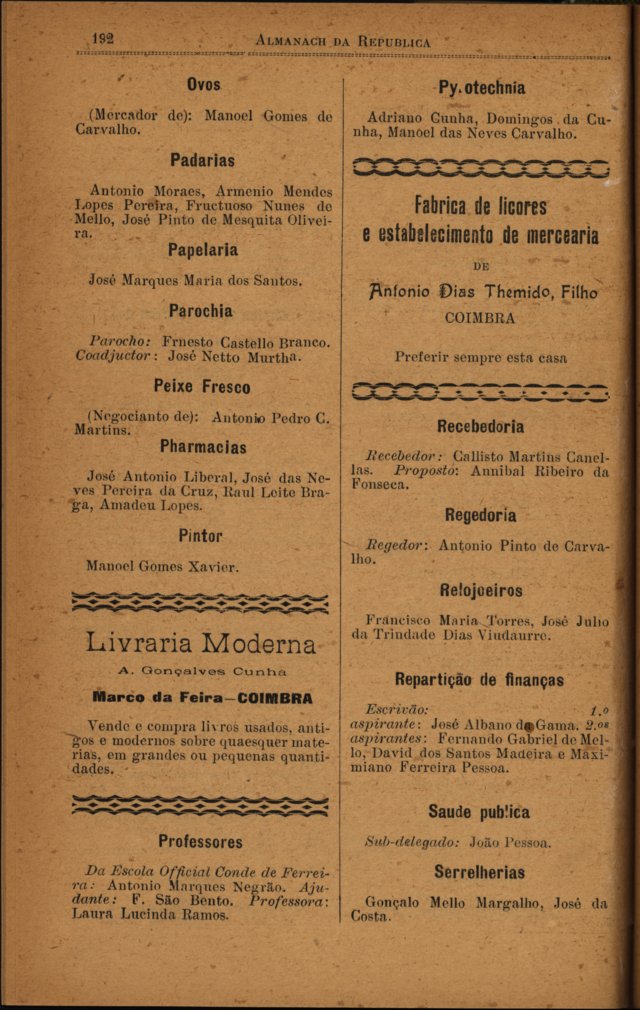 192
ALMANACH DA REPUBLICA
Ovos
(Mercador de): Manoel Gomes de
Carvalho.
Padarias
Antonio Moraes, Armenio Mendes
Lopes Pereira, Fructuoso Nunes de
Mello, José Pinto de Mesquita Olivei-
ra.
Papelaria
José Marques Maria dos Santos.
Parochia
Parocho: Frnesto Castello Branco.
Coadjuctor: José Netto Murtha.
Peixe Fresco
(Negocianto de): Antonio Pedro C.
Martins.
Pharmacias
José Antonio Liberal, José das Ne-
ves Pereira da Cruz, Raul Leite Bra-
ga, Amadeu Lopes.
Pintor
Manoel Gomes Xavier.
Livraria Moderna
A. Gonçalves Cunha
Marco da Feira—COIMBRA
Vende e compra livros usados, anti-
gos e modernos sobre quaesquer mate-
rias, em grandes ou pequenas quanti-
dades.
Professores
Da Escola Official Conde de Ferrei-
ra: Antonio Marques Negrão. Aju-
dante: F. São Bento. Professora:
Laura Lucinda Ramos.
Py.otechnia
Adriano Cunha, Domingos da Cu-
nha, Manoel das Neves Carvalho.
Fabrica de licores
e estabelecimento de mercearia
DE
Antonio Dias Themido, Filho
COIMBRA
Preferir sempre esta casa
Recebedoria
Recebedor: Callisto Martins Canel-
las. Proposto: Annibal Ribeiro da
Fonseca.
Regedoria
Regedor: Antonio Pinto de Carva-
lho.
Relojoeiros
Francisco Maria Torres, José Julio
da Trindade Dias Viudaurre.
Repartição de finanças
Escrivão: 1.º
aspirante: José Albano da Gama. 2.ºs
aspirantes: Fernando Gabriel de Mel-
lo, David dos Santos Madeira e Maxi-
miano Ferreira Pessoa.
Saude publica
Sub-delegado: João Pessoa.
Serrelherias
Gonçalo Mello Margalho, José da
Costa.